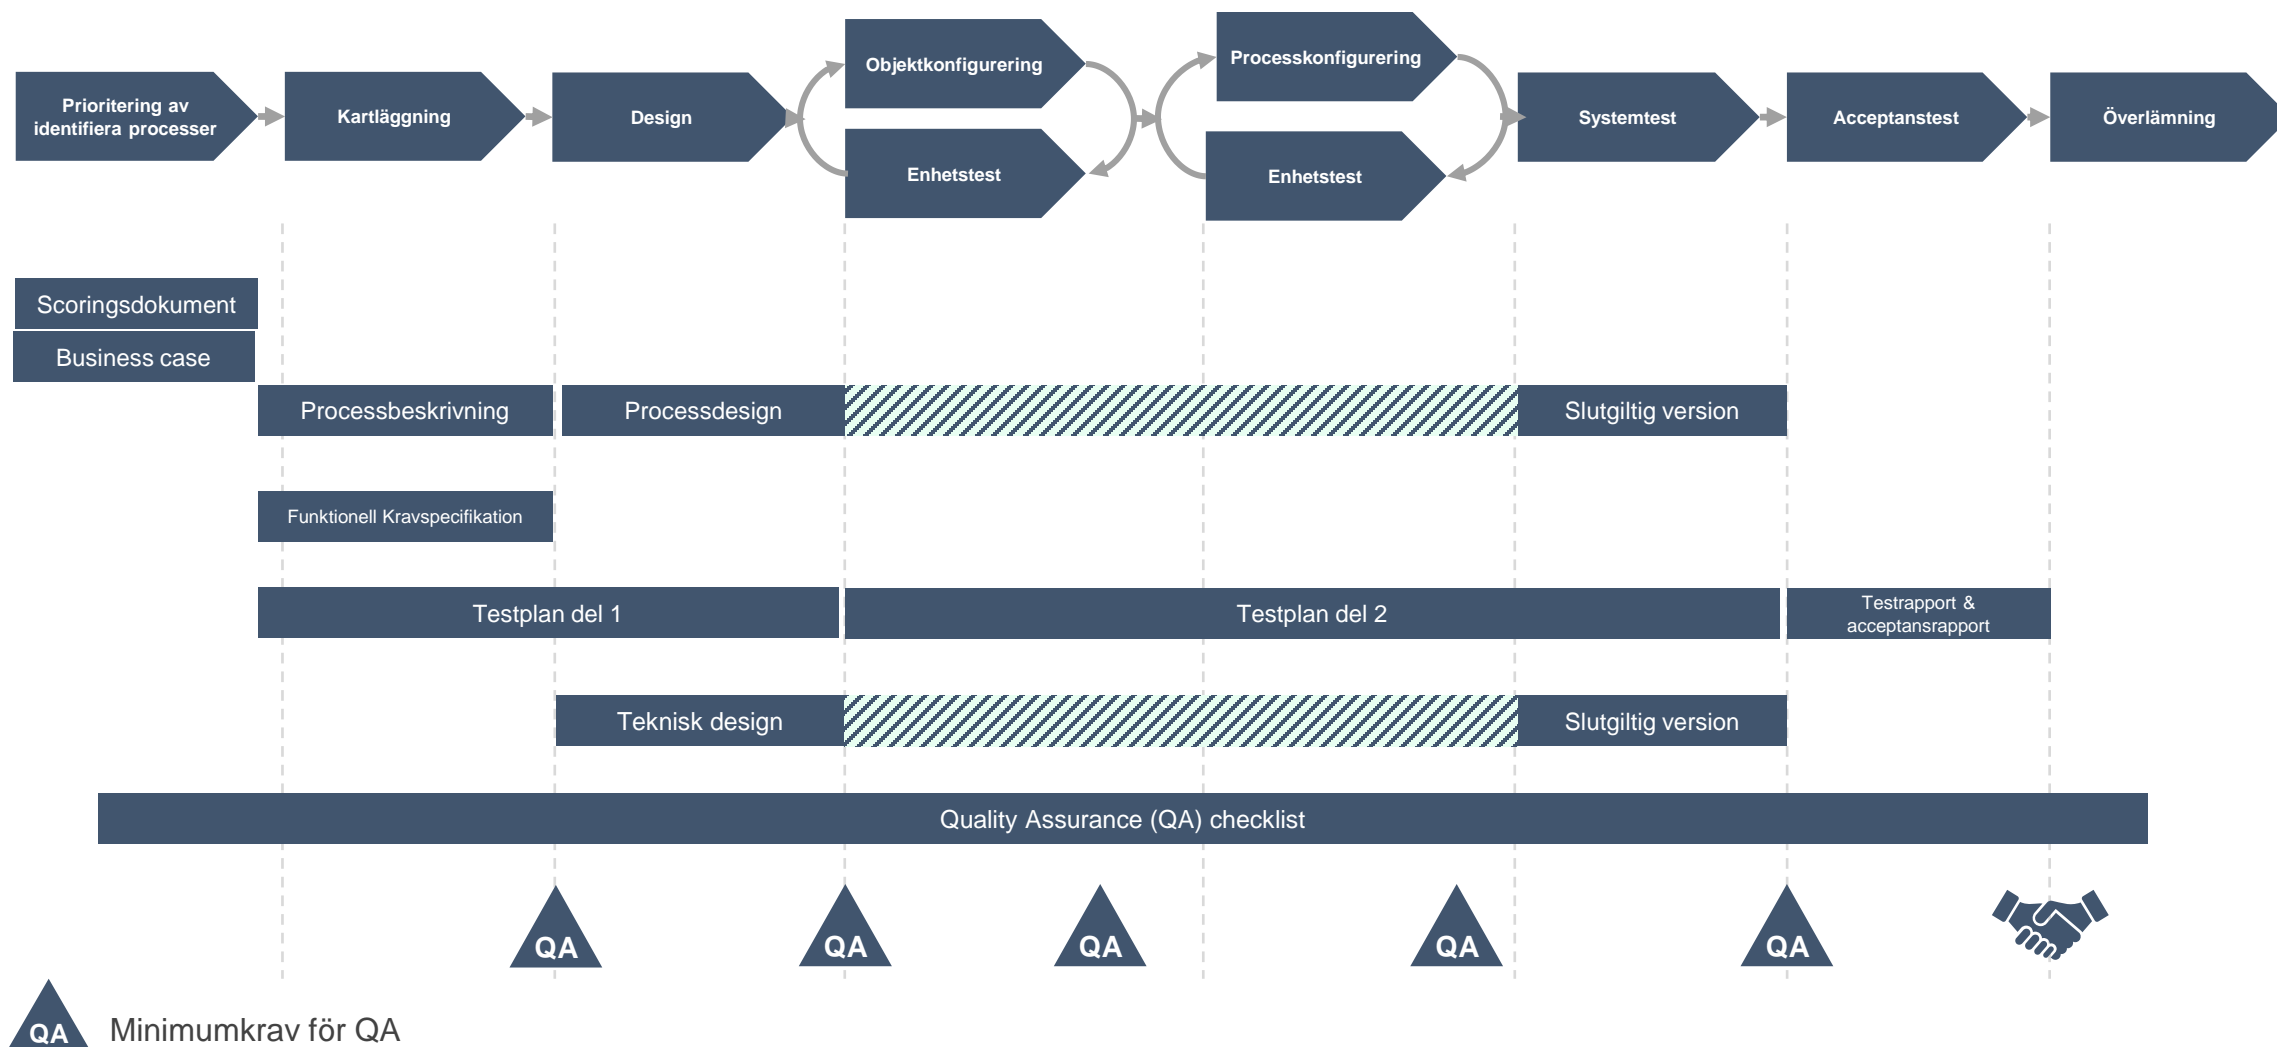 Prioritering av
identifiera processer
Kartläggning
Design
Objektkonfigurering
Enhetstest
Processkonfigurering
Enhetstest
Systemtest
Acceptanstest
Överlämning
Scoringsdokument
Business case
Processbeskrivning
Processdesign
Slutgiltig version
Funktionell Kravspecifikation
Testplan del 1
Testplan del 2
Testrapport &
acceptansrapport
Teknisk design
Slutgiltig version
Quality Assurance (QA) checklist
QA
QA
QA
QA
QA
QA
Minimumkrav för QA